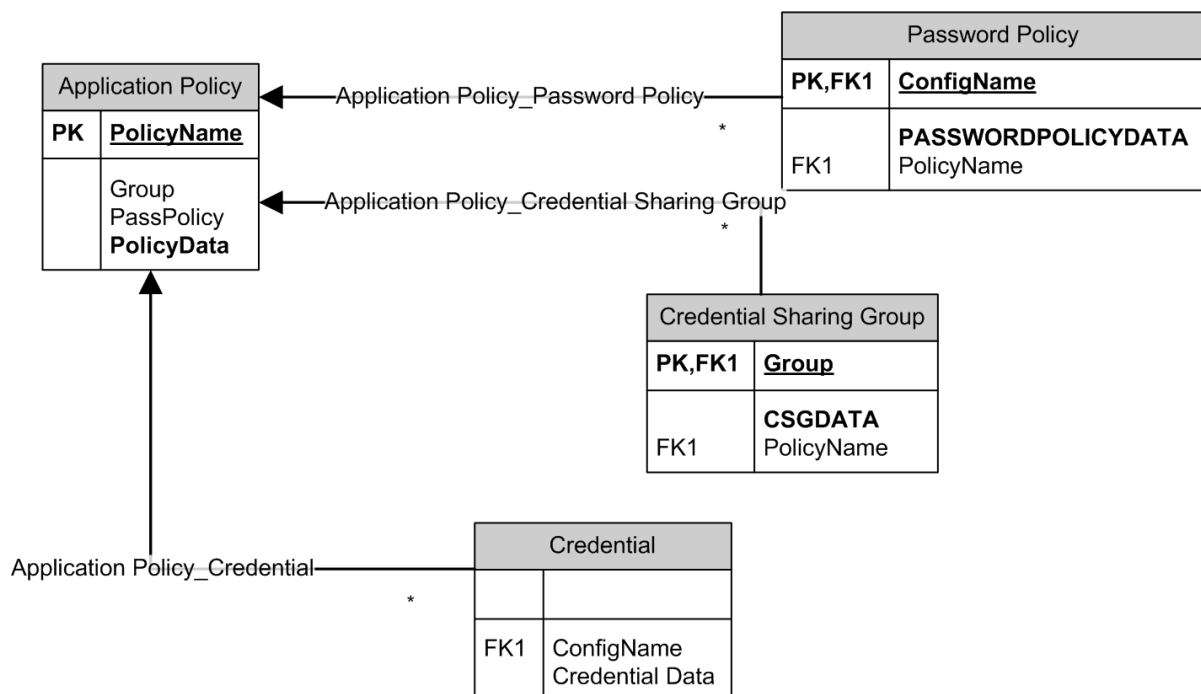 Password Policy
PK,FK1 ConfigName
PASSWORDPOLICYDATA
FK1 PolicyName
Application Policy
PK PolicyName
Group
PassPolicy
PolicyData
Application Policy_Password Policy
*
Application Policy_Credential Sharing Group
*
Credential Sharing Group
PK,FK1 Group
CSGDATA
FK1 PolicyName
Application Policy_Credential
*
Credential
FK1 ConfigName
Credential Data